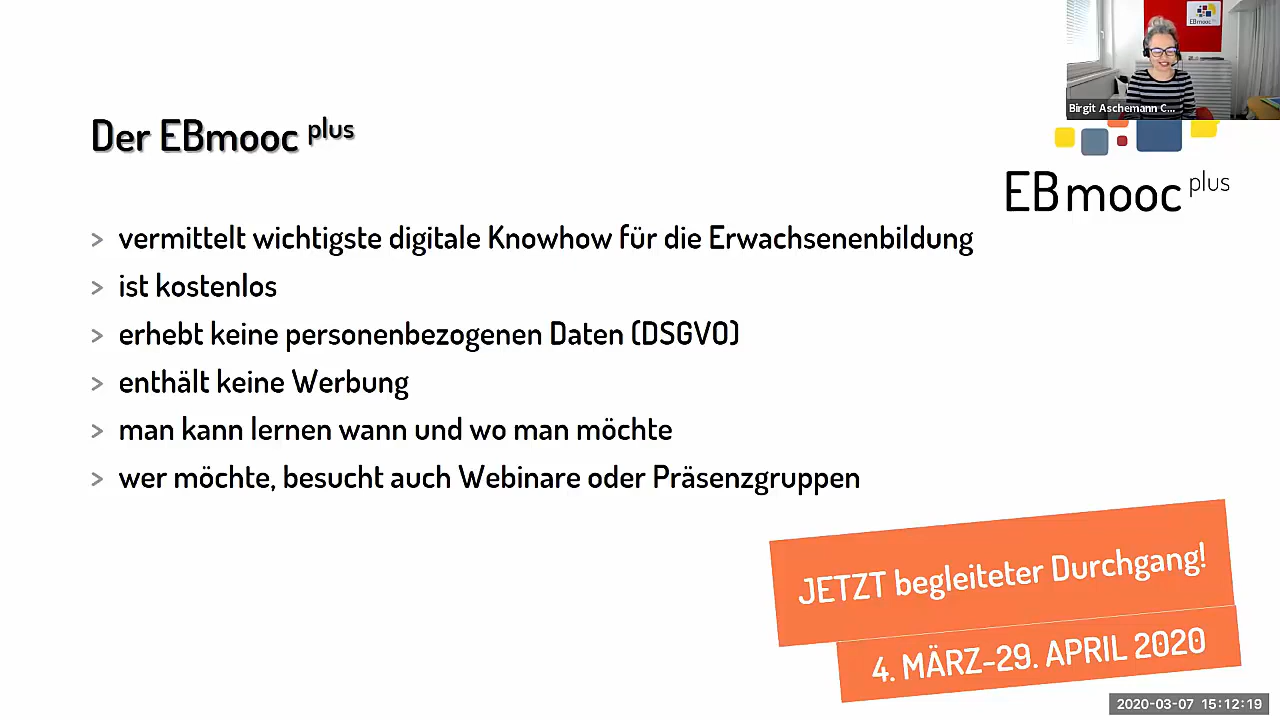 Birgit Aschemann C...
Der EBmooc plus
EBmooc plus
> vermittelt wichtigste digitale Knowhow für die Erwachsenenbildung
> ist kostenlos
> erhebt keine personenbezogenen Daten (DSGVO)
> enthält keine Werbung
> man kann lernen wann und wo man möchte
> wer möchte, besucht auch Webinare oder Präsenzgruppen
JETZT begleiteter Durchgang!
4. MÄRZ-29. APRIL 2020
2020-03-07 15:12:19